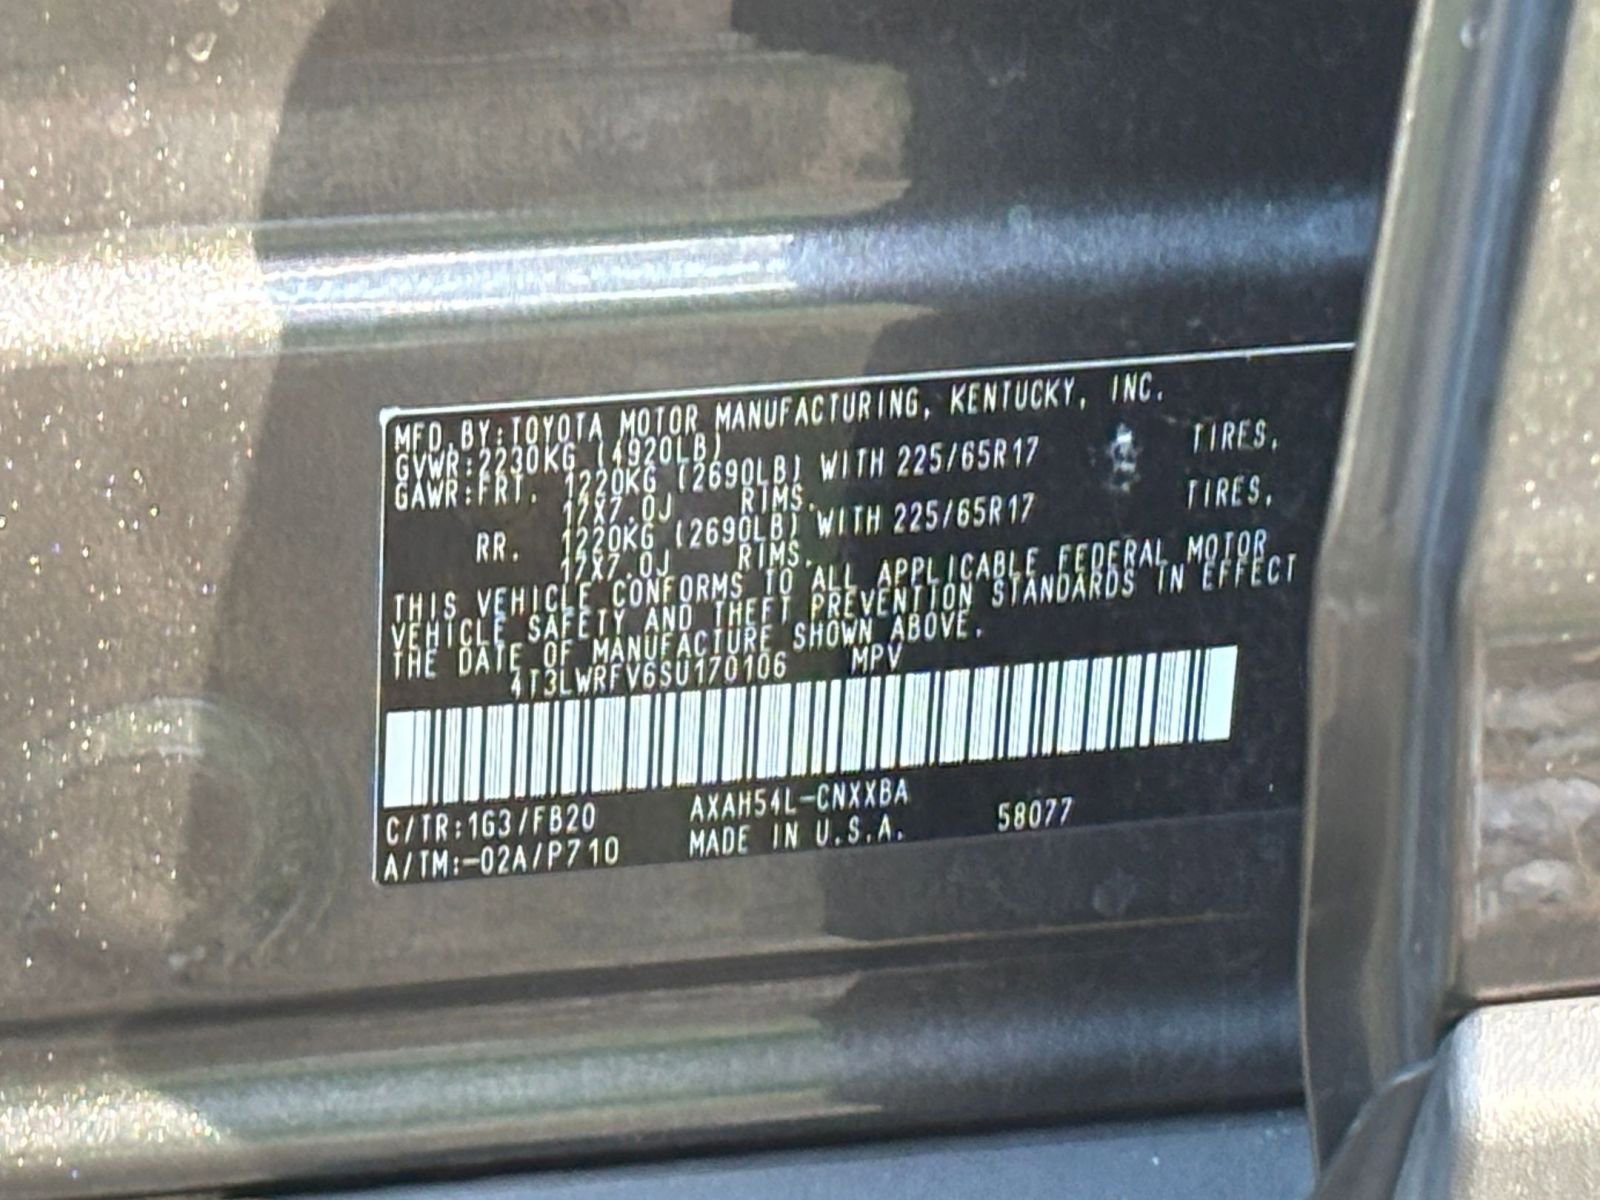 MFD.BY:TOYOTA MOTOR MANUFACTURING, KENTUCKY, INC.
GVWR:2230KG (4920LB)
GAWR:FRT. 1220KG (2690LB) WITH 225/65R17 TIRES,
17X7.0J RIMS.
RR. 1220KG (2690LB) WITH 225/65R17 TIRES,
17X7.0J RIMS.
THIS VEHICLE CONFORMS TO ALL APPLICABLE FEDERAL MOTOR
VEHICLE SAFETY AND THEFT PREVENTION STANDARDS IN EFFECT
THE DATE OF MANUFACTURE SHOWN ABOVE.
4T3LWRFV6SU170106 MPV
C/TR:1G3/FB20 AXAH54L-CNXXBA
A/TM:-02A/P710 MADE IN U.S.A. 58077